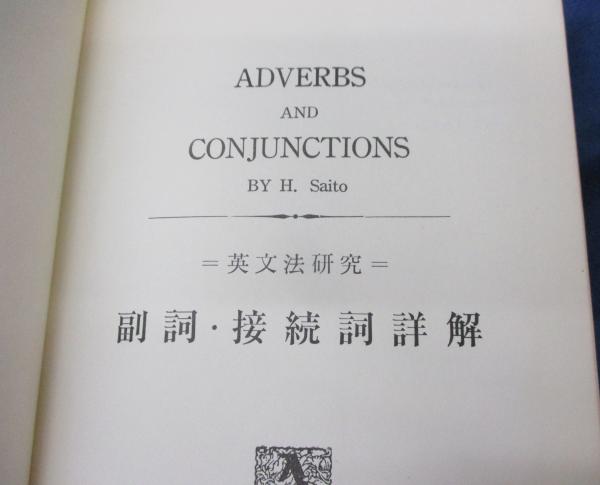 ADVERBS
AND
CONJUNCTIONS
BY H. Saito
=英文法研究=
副詞・接続詞詳解
A